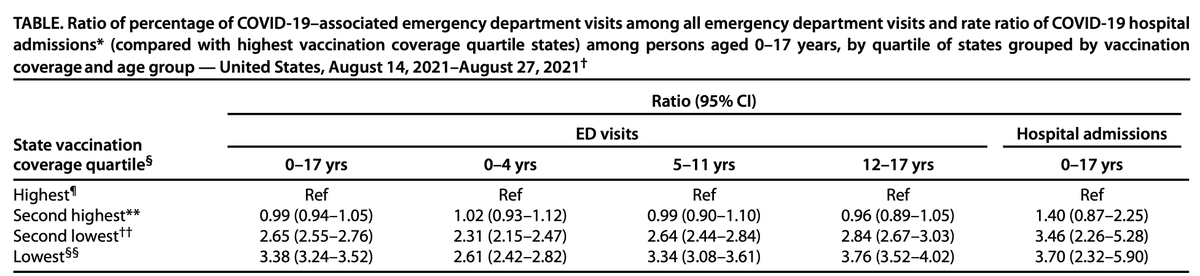 TABLE. Ratio of percentage of COVID-19–associated emergency department visits among all emergency department visits and rate ratio of COVID-19 hospital
admissions* (compared with highest vaccination coverage quartile states) among persons aged 0–17 years, by quartile of states grouped by vaccination
coverage and age group — United States, August 14, 2021–August 27, 2021†
Ratio (95% CI)
ED visits Hospital admissions
State vaccination
coverage quartile§ 0–17 yrs 0–4 yrs 5–11 yrs 12–17 yrs 0–17 yrs
Highest¶ Ref Ref Ref Ref Ref
Second highest** 0.99 (0.94–1.05) 1.02 (0.93–1.12) 0.99 (0.90–1.10) 0.96 (0.89–1.05) 1.40 (0.87–2.25)
Second lowest†† 2.65 (2.55–2.76) 2.31 (2.15–2.47) 2.64 (2.44–2.84) 2.84 (2.67–3.03) 3.46 (2.26–5.28)
Lowest§§ 3.38 (3.24–3.52) 2.61 (2.42–2.82) 3.34 (3.08–3.61) 3.76 (3.52–4.02) 3.70 (2.32–5.90)